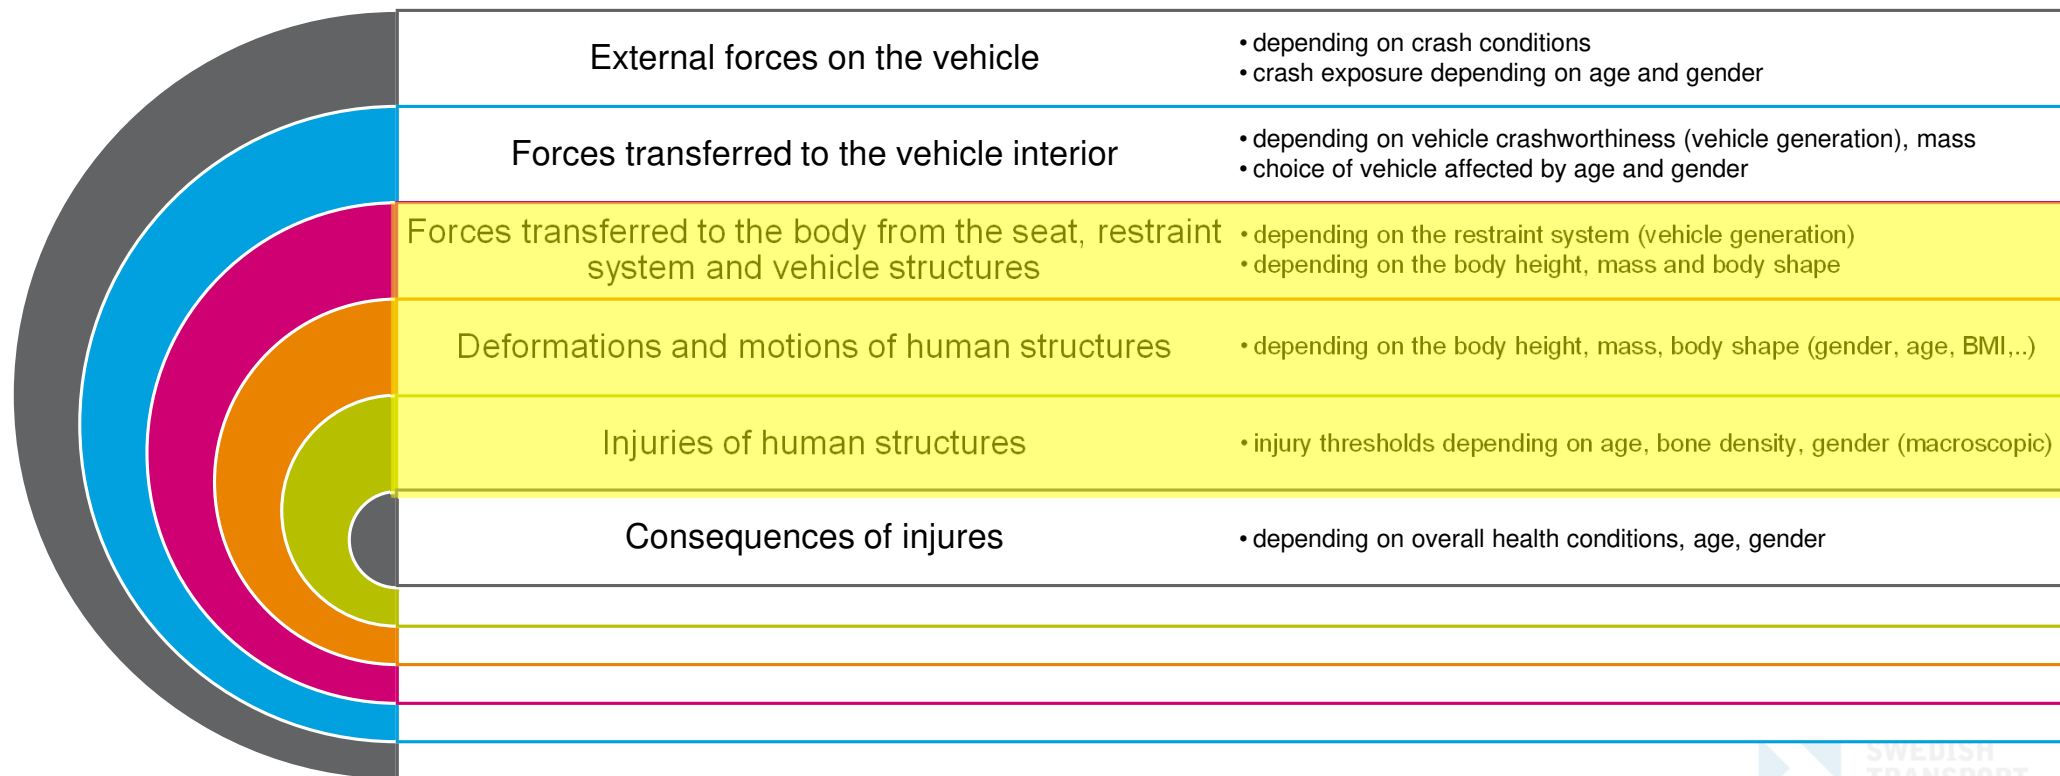 External forces on the vehicle
• depending on crash conditions
• crash exposure depending on age and gender
Forces transferred to the vehicle interior
• depending on vehicle crashworthiness (vehicle generation), mass
• choice of vehicle affected by age and gender
Forces transferred to the body from the seat, restraint
system and vehicle structures
• depending on the restraint system (vehicle generation)
• depending on the body height, mass and body shape
Deformations and motions of human structures
• depending on the body height, mass, body shape (gender, age, BMI,..)
Injuries of human structures
• injury thresholds depending on age, bone density, gender (macroscopic)
Consequences of injures
• depending on overall health conditions, age, gender
SWEDISH
TRANSPORT